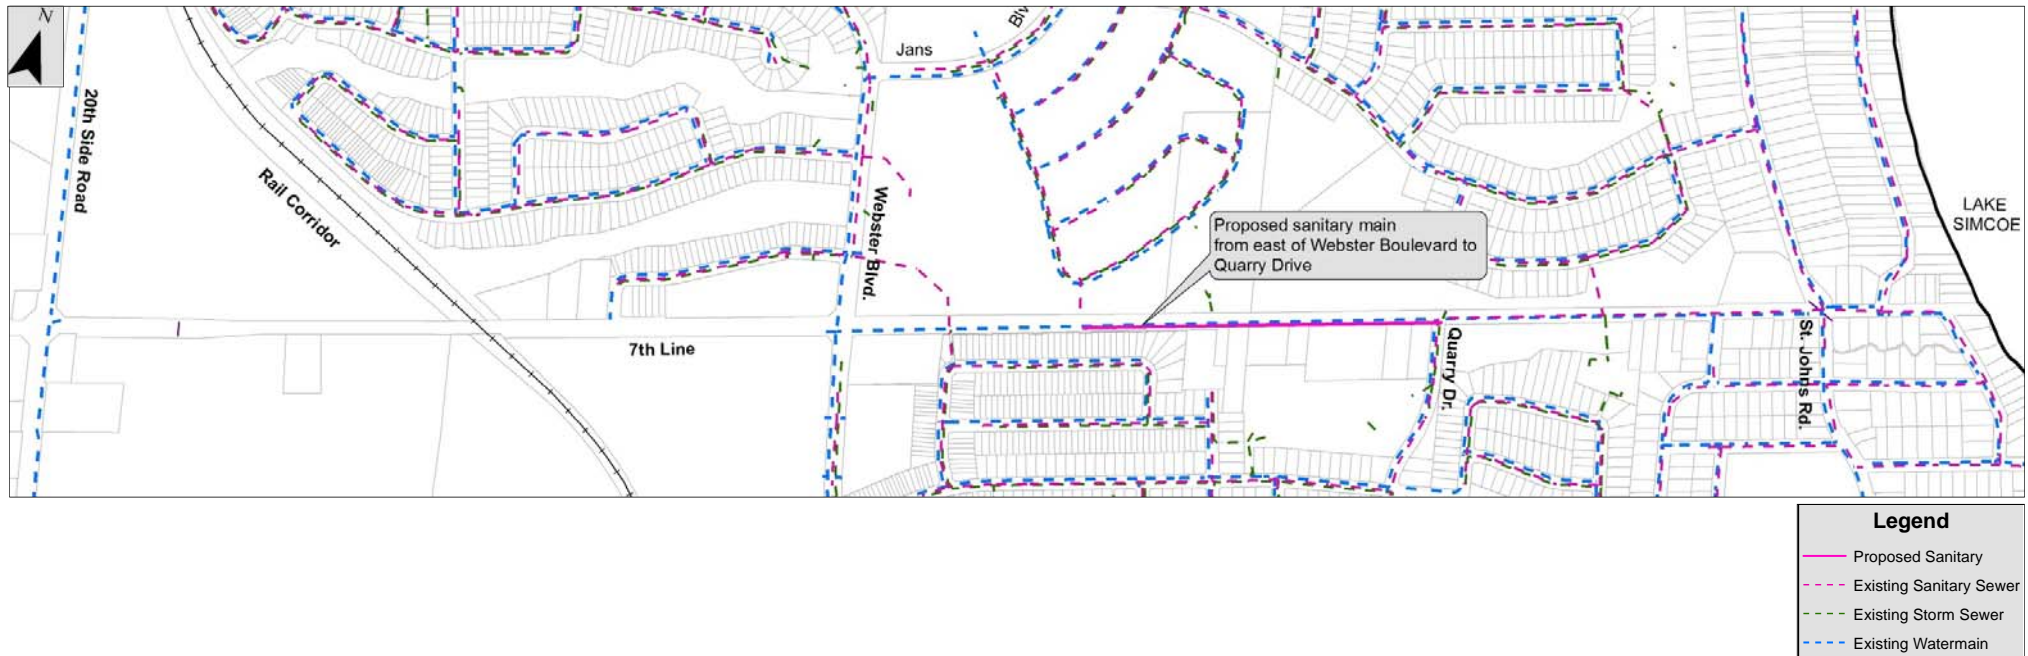 N
Jans
Blv
20th Side Road
Rail Corridor
Webster Blvd.
Proposed sanitary main
from east of Webster Boulevard to
Quarry Drive
LAKE
SIMCOE
7th Line
Quarry Dr.
St. Johns Rd.
Legend
Proposed Sanitary
Existing Sanitary Sewer
Existing Storm Sewer
Existing Watermain